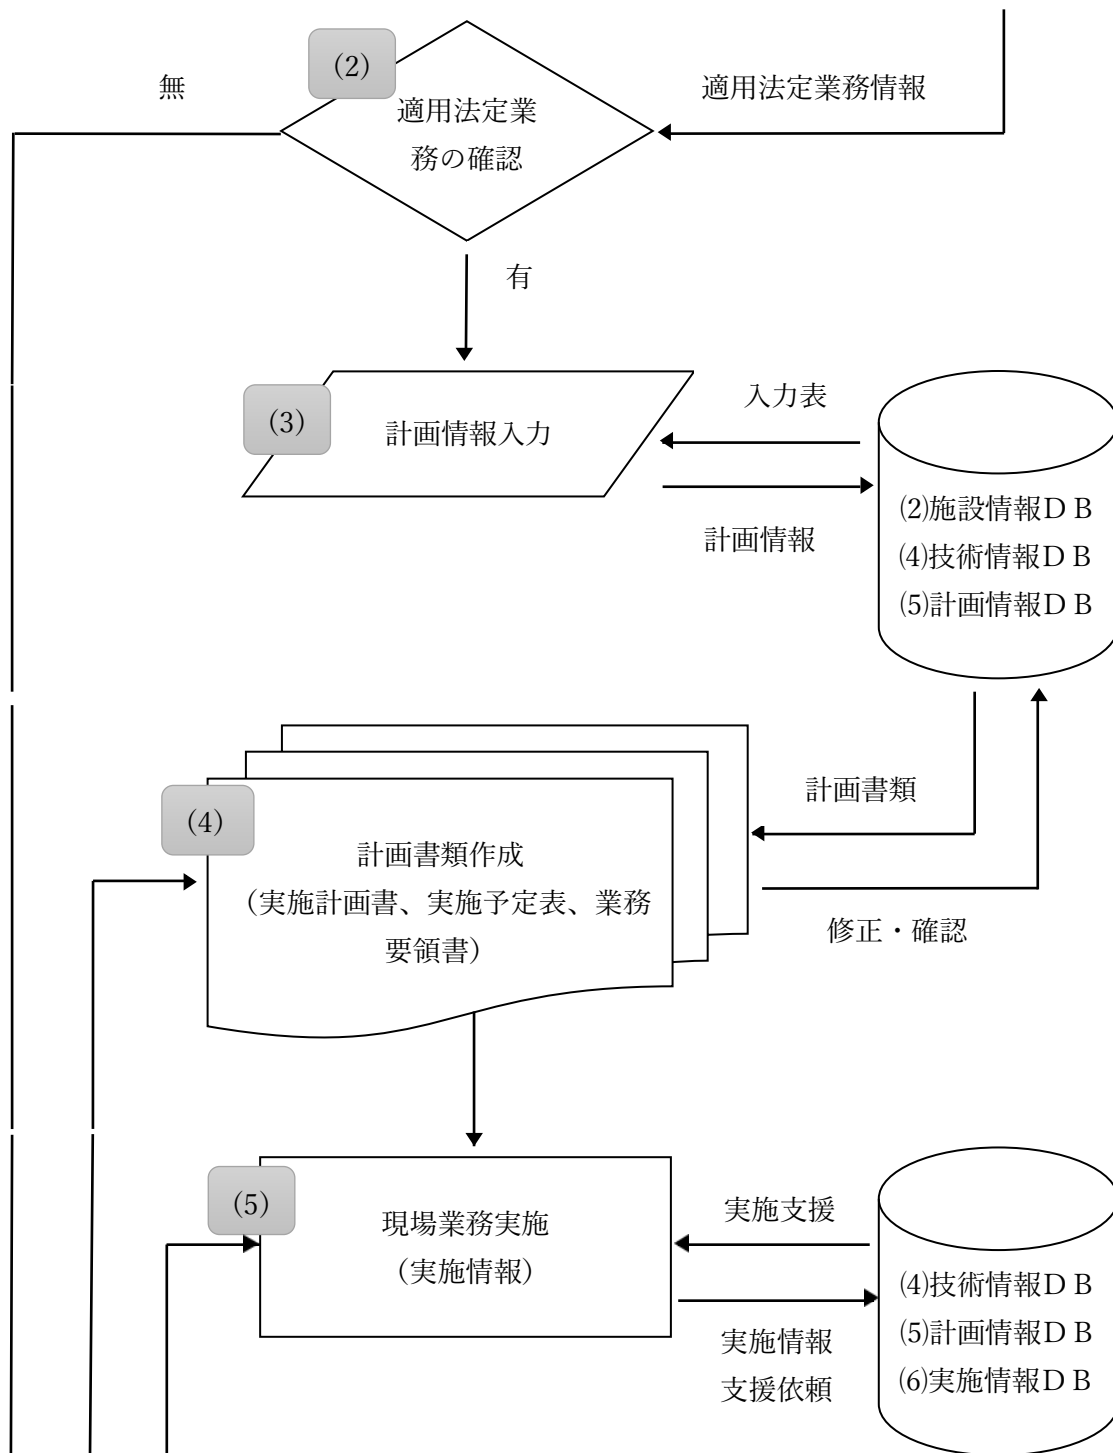 (2)
無
適用法定業務情報
適用法定業
務の確認
有
(3)
計画情報入力
入力表
計画情報
⑵施設情報ＤＢ
⑷技術情報ＤＢ
⑸計画情報ＤＢ
計画書類
(4)
計画書類作成
（実施計画書、実施予定表、業務
要領書）
修正・確認
(5)
現場業務実施
（実施情報）
実施支援
実施情報
支援依頼
⑷技術情報ＤＢ
⑸計画情報ＤＢ
⑹実施情報ＤＢ